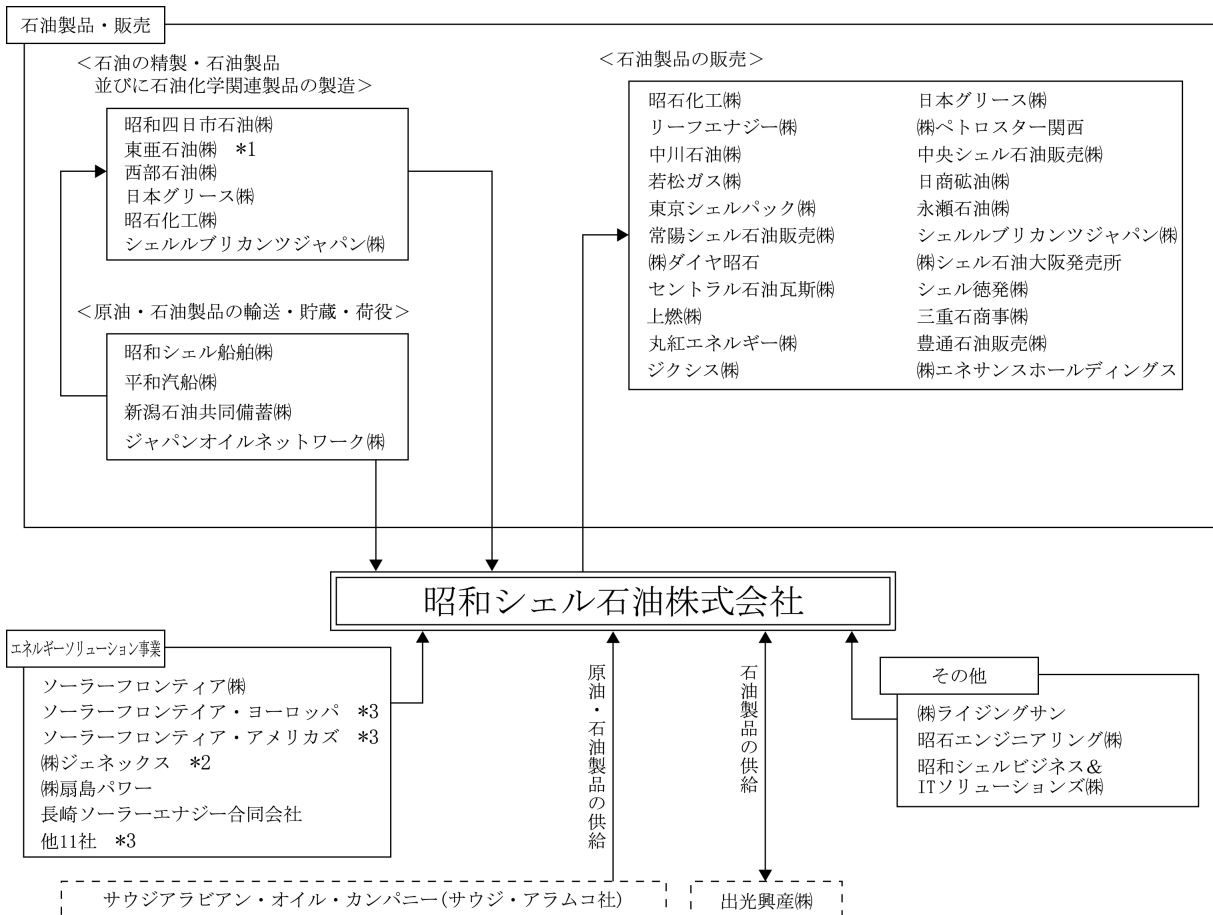 石油製品・販売
＜石油の精製・石油製品
並びに石油化学関連製品の製造＞
昭和四日市石油㈱
東亜石油㈱ *1
西部石油㈱
日本グリース㈱
昭石化工㈱
シェルルブリカンツジャパン㈱
＜原油・石油製品の輸送・貯蔵・荷役＞
昭和シェル船舶㈱
平和汽船㈱
新潟石油共同備蓄㈱
ジャパンオイルネットワーク㈱
＜石油製品の販売＞
昭石化工㈱
リーフエナジー㈱
中川石油㈱
若松ガス㈱
東京シェルパック㈱
常陽シェル石油販売㈱
㈱ダイヤ昭石
セントラル石油瓦斯㈱
上燃㈱
丸紅エネルギー㈱
ジクシス㈱
日本グリース㈱
㈱ペトロスター関西
中央シェル石油販売㈱
日商砿油㈱
永瀬石油㈱
シェルルブリカンツジャパン㈱
㈱シェル石油大阪発売所
シェル徳発㈱
三重石商事㈱
豊通石油販売㈱
㈱エネサンスホールディングス
昭和シェル石油株式会社
エネルギーソリューション事業
ソーラーフロンティア㈱
ソーラーフロンテイア・ヨーロッパ *3
ソーラーフロンティア・アメリカズ *3
㈱ジェネックス *2
㈱扇島パワー
長崎ソーラーエナジー合同会社
他11社 *3
原油・石油製品の供給
石油製品の供給
その他
㈱ライジングサン
昭石エンジニアリング㈱
昭和シェルビジネス＆
ITソリューションズ㈱
サウジアラビアン・オイル・カンパニー(サウジ・アラムコ社)
出光興産㈱